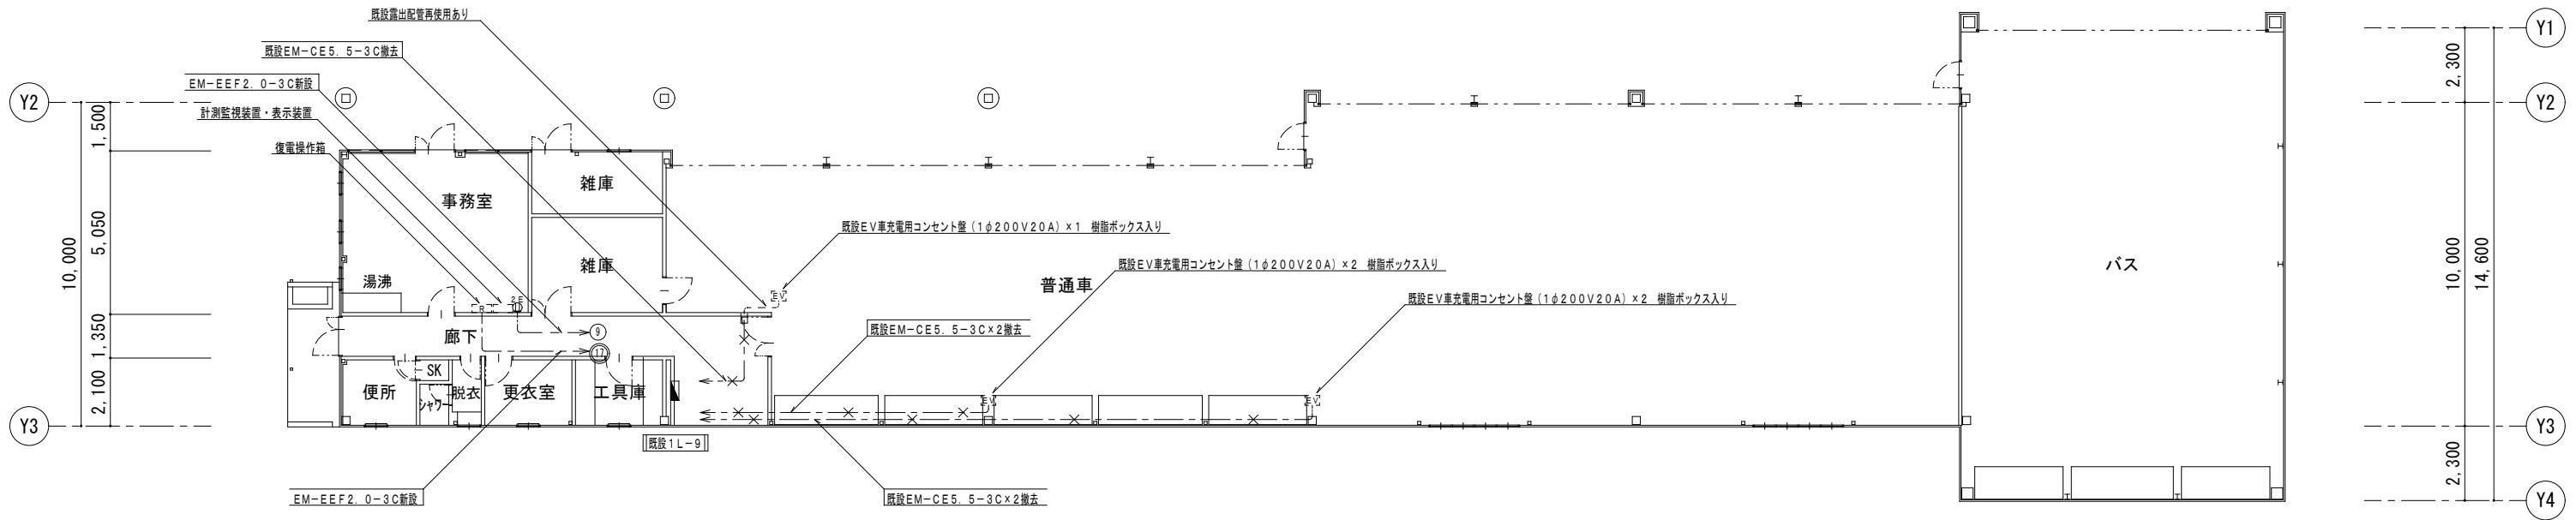 既設露出配管再使用あり
既設EM-CE5.5-3C撤去
EM-EEF2.0-3C新設
計測監視装置・表示装置
復電操作箱
Y1
Y2
Y2
2,300
1,500
雑庫
事務室
既設EV車充電用コンセント盤(1φ200V20A)×1 樹脂ボックス入り
5,050
10,000
雑庫
既設EV車充電用コンセント盤(1φ200V20A)×2 樹脂ボックス入り
バス
10,000
14,600
湯沸
普通車
既設EV車充電用コンセント盤(1φ200V20A)×2 樹脂ボックス入り
EV
2E
R
既設EM-CE5.5-3C×2撤去
廊下
9
17
1,350
SK
便所
シャワー
脱衣
更衣室
工具庫
EV
EV
2,100
Y3
Y3
既設1L-9
2,300
EM-EEF2.0-3C新設
既設EM-CE5.5-3C×2撤去
Y4